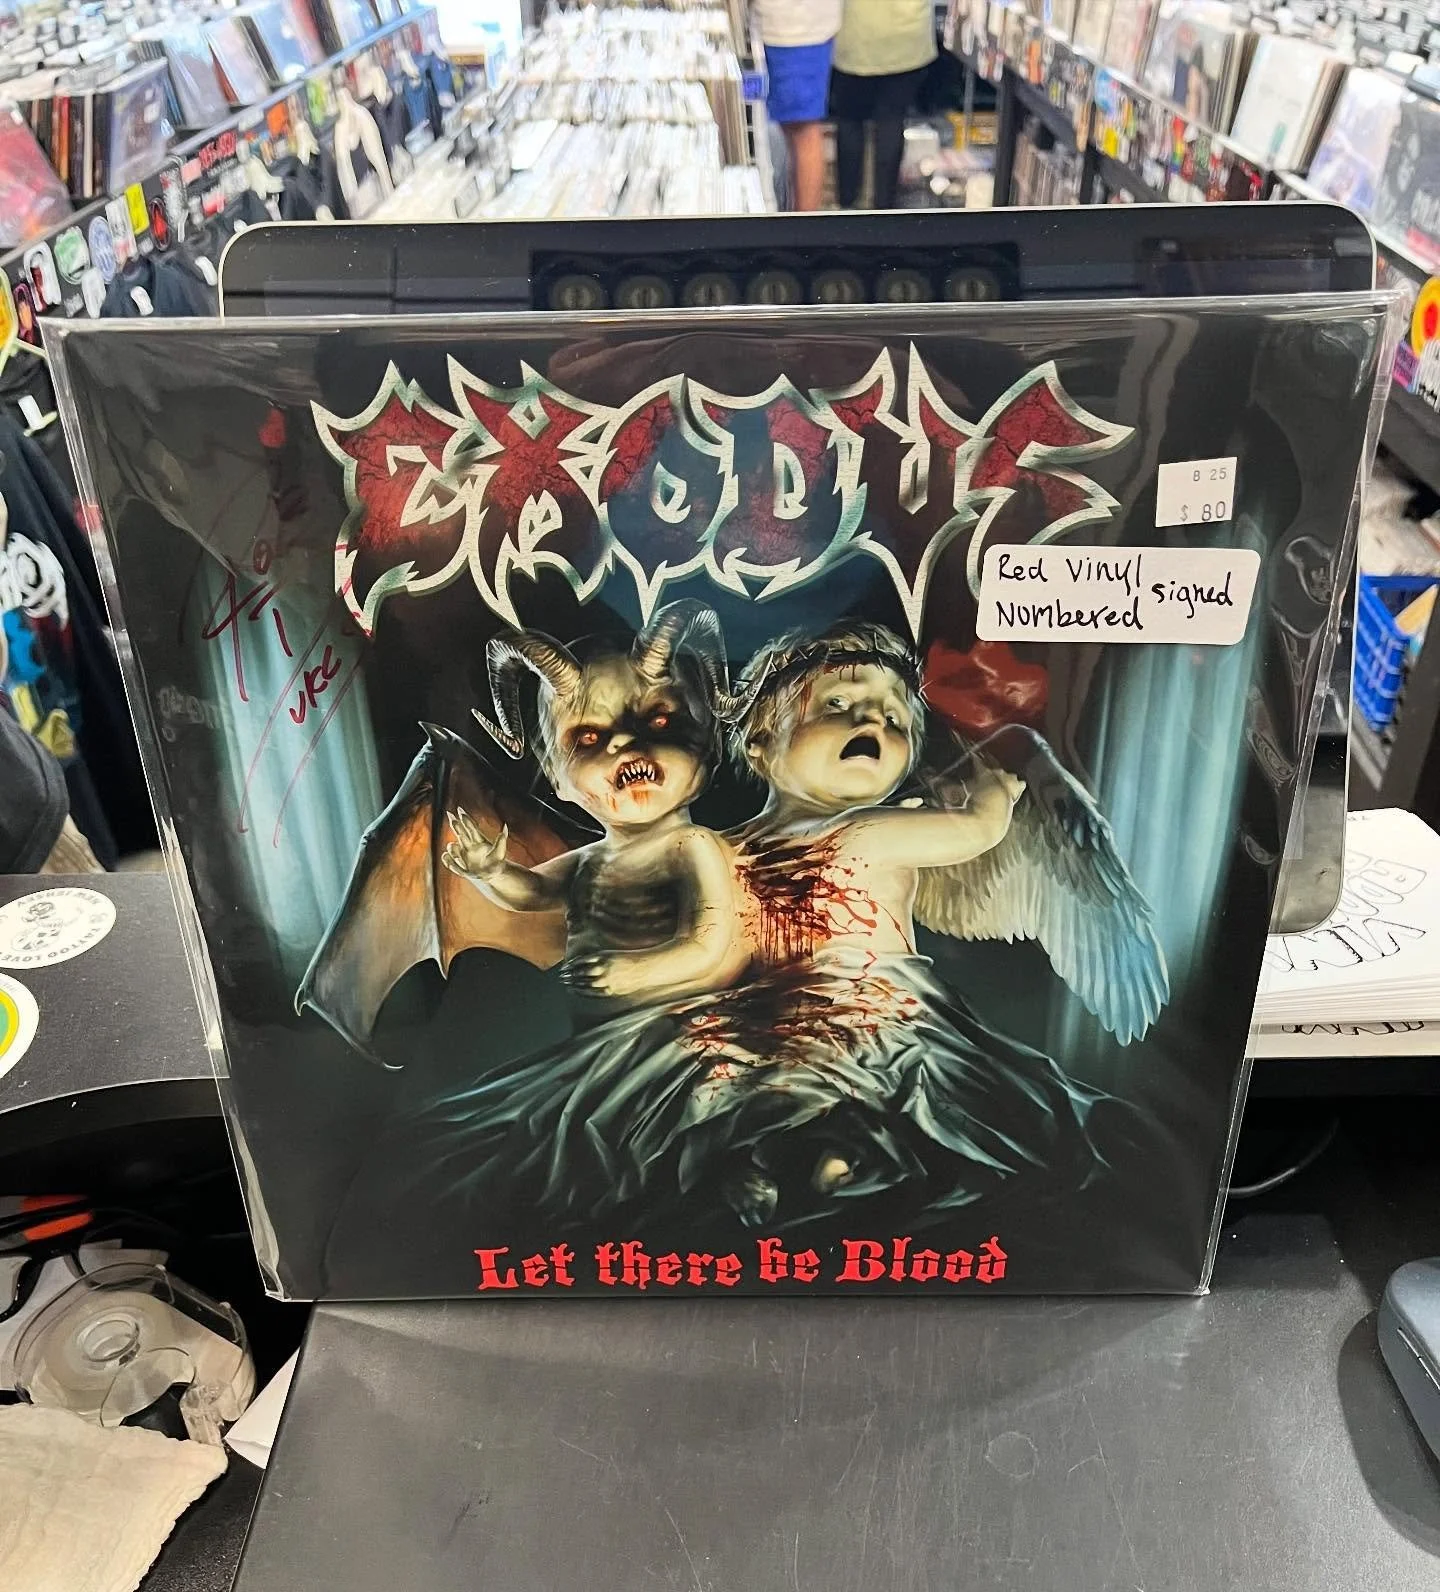 EXODUS
B 25
$ 80
Red Vinyl signed
Numbered
Let there be Blood